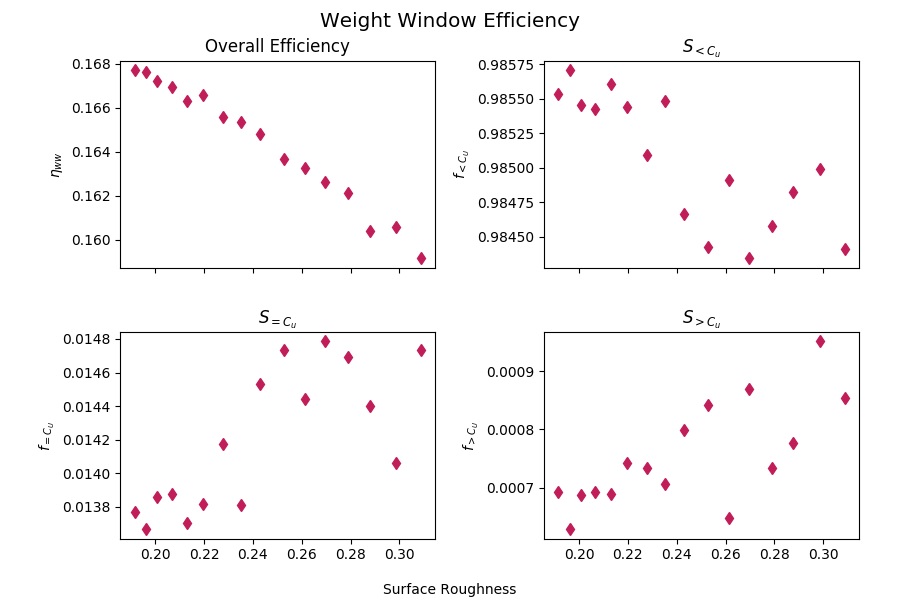 Weight Window Efficiency
Overall Efficiency
0.168
0.166
0.164
0.162
0.160
η_ww
S_{<C_u}
0.98575
0.98550
0.98525
0.98500
0.98475
0.98450
f_{<C_U}
S_{=C_u}
0.0148
0.0146
0.0144
0.0142
0.0140
0.0138
f_{=C_U}
0.20 0.22 0.24 0.26 0.28 0.30
S_{>C_u}
0.0009
0.0008
0.0007
f_{>C_U}
0.20 0.22 0.24 0.26 0.28 0.30
Surface Roughness